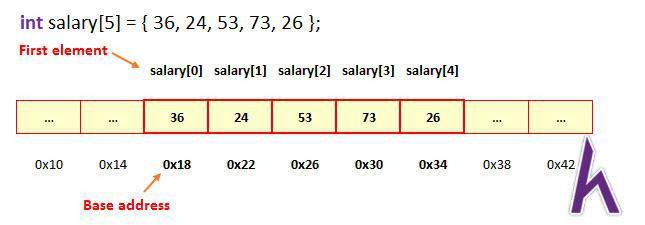 int salary[5] = { 36, 24, 53, 73, 26 };
First element
salary[0] salary[1] salary[2] salary[3] salary[4]
... ... 36 24 53 73 26 ... ...
0x10 0x14 0x18 0x22 0x26 0x30 0x34 0x38 0x42
Base address